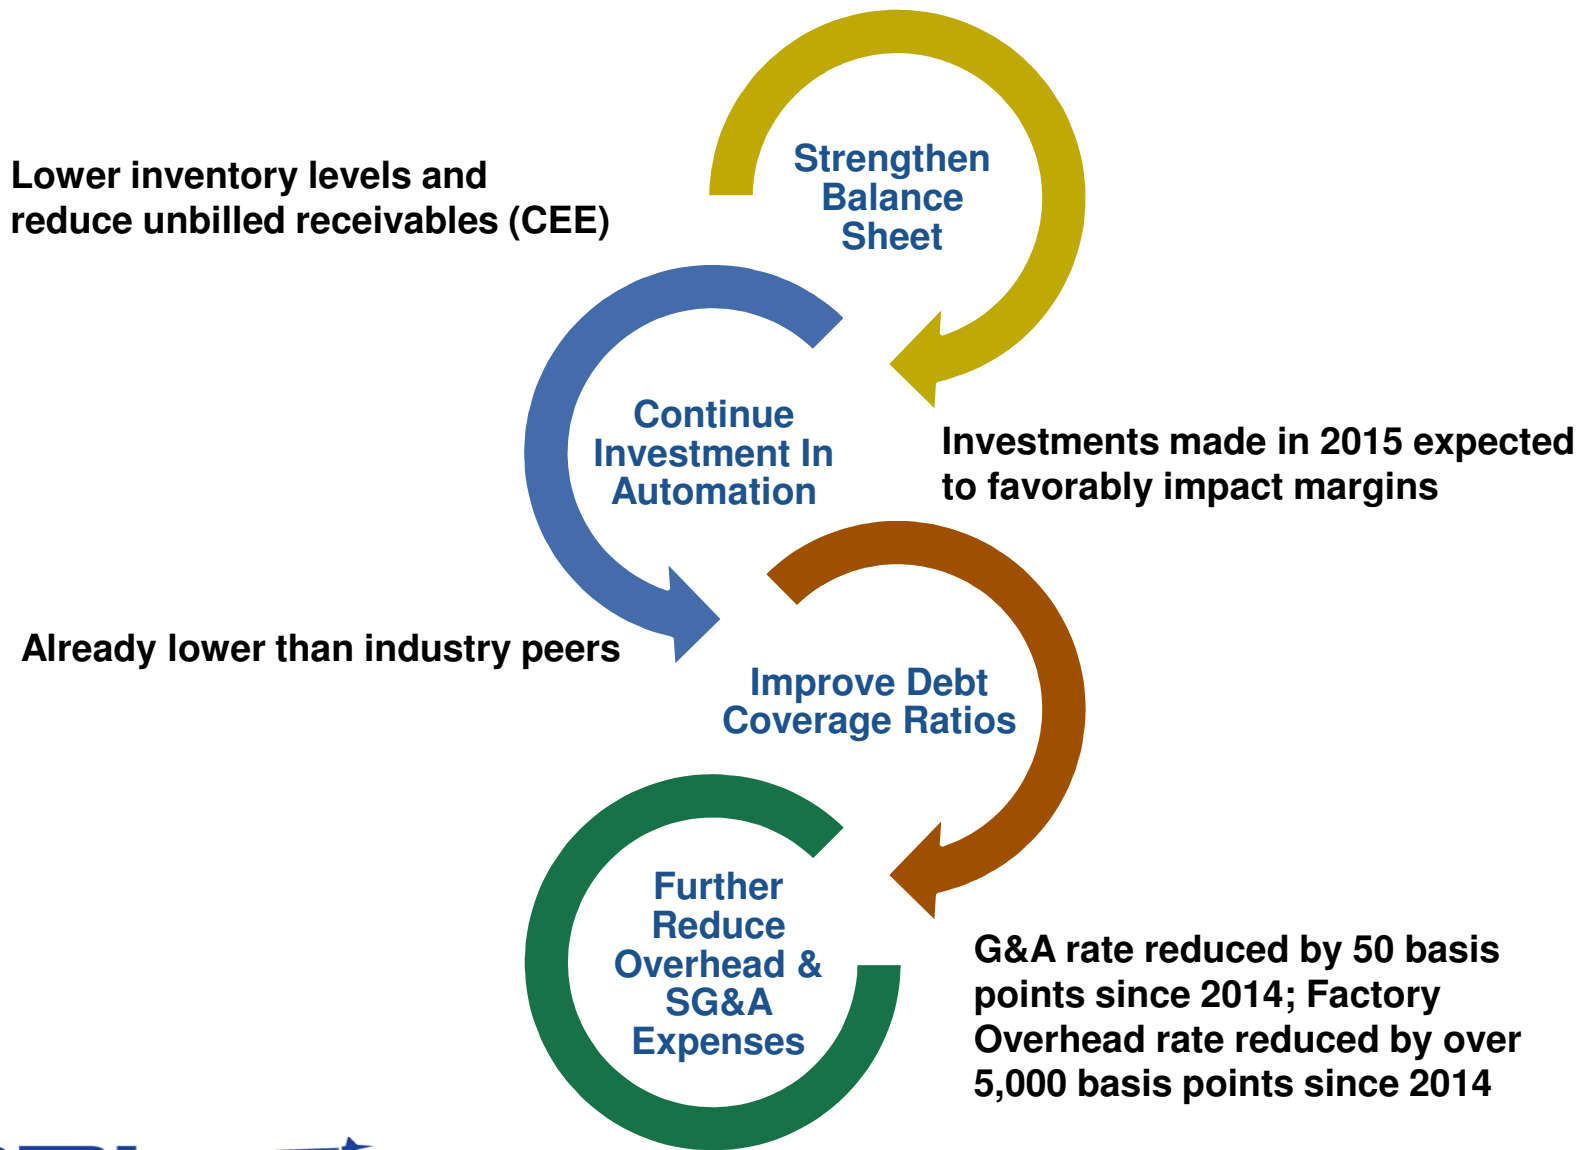 Strengthen
Balance
Sheet
Lower inventory levels and
reduce unbilled receivables (CEE)
Continue
Investment In
Automation
Investments made in 2015 expected
to favorably impact margins
Already lower than industry peers
Improve Debt
Coverage Ratios
Further
Reduce
Overhead &
SG&A
Expenses
G&A rate reduced by 50 basis
points since 2014; Factory
Overhead rate reduced by over
5,000 basis points since 2014